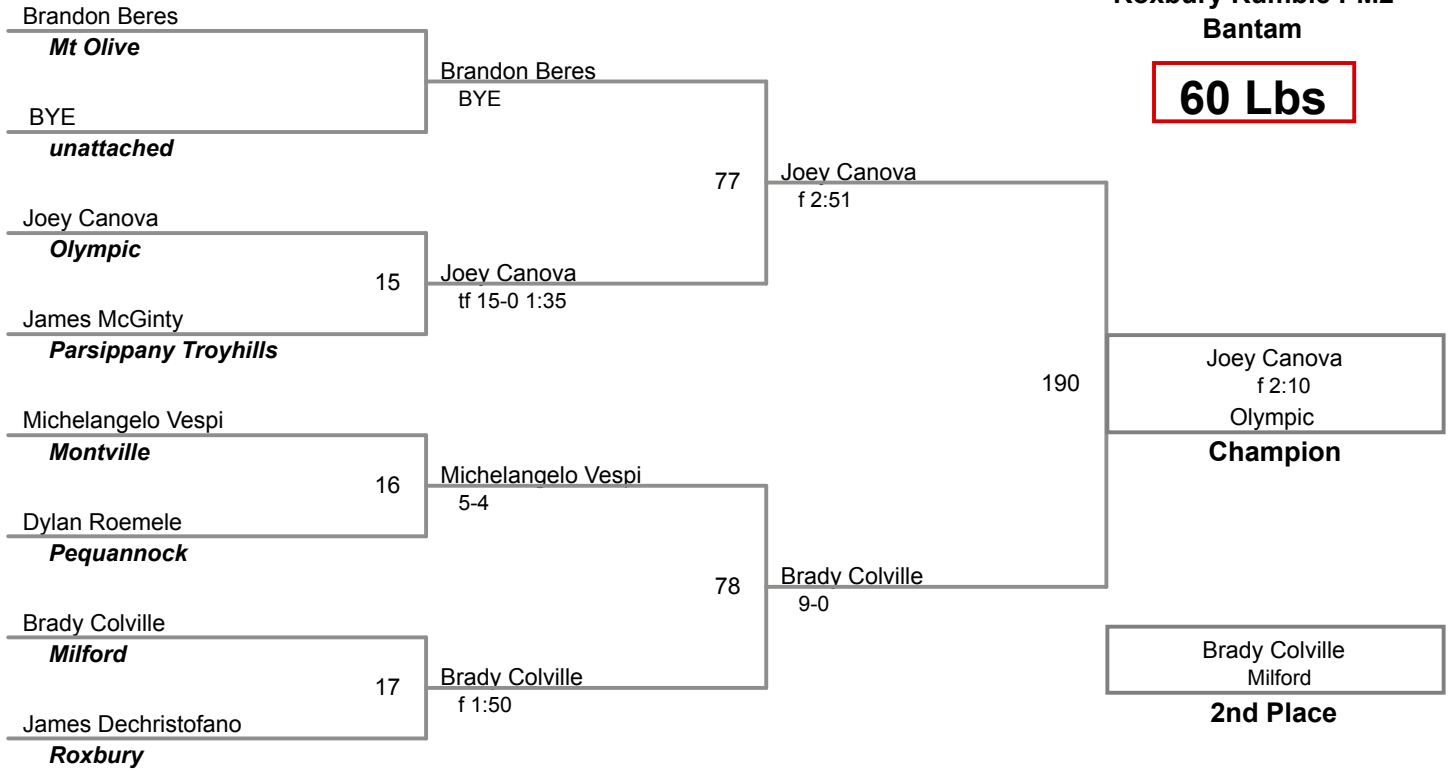 Roxbury Rumble PM2
Bantam
60 Lbs
Brandon Beres
Mt Olive
Brandon Beres
BYE
BYE
unattached
77
Joey Canova
f 2:51
Joey Canova
Olympic
15
Joey Canova
tf 15-0 1:35
James McGinty
Parsippany Troyhills
190
Joey Canova
f 2:10
Olympic
Champion
Michelangelo Vespi
Montville
16
Michelangelo Vespi
5-4
Dylan Roemele
Pequannock
78
Brady Colville
9-0
Brady Colville
Milford
17
Brady Colville
f 1:50
James Dechristofano
Roxbury
Brady Colville
Milford
2nd Place